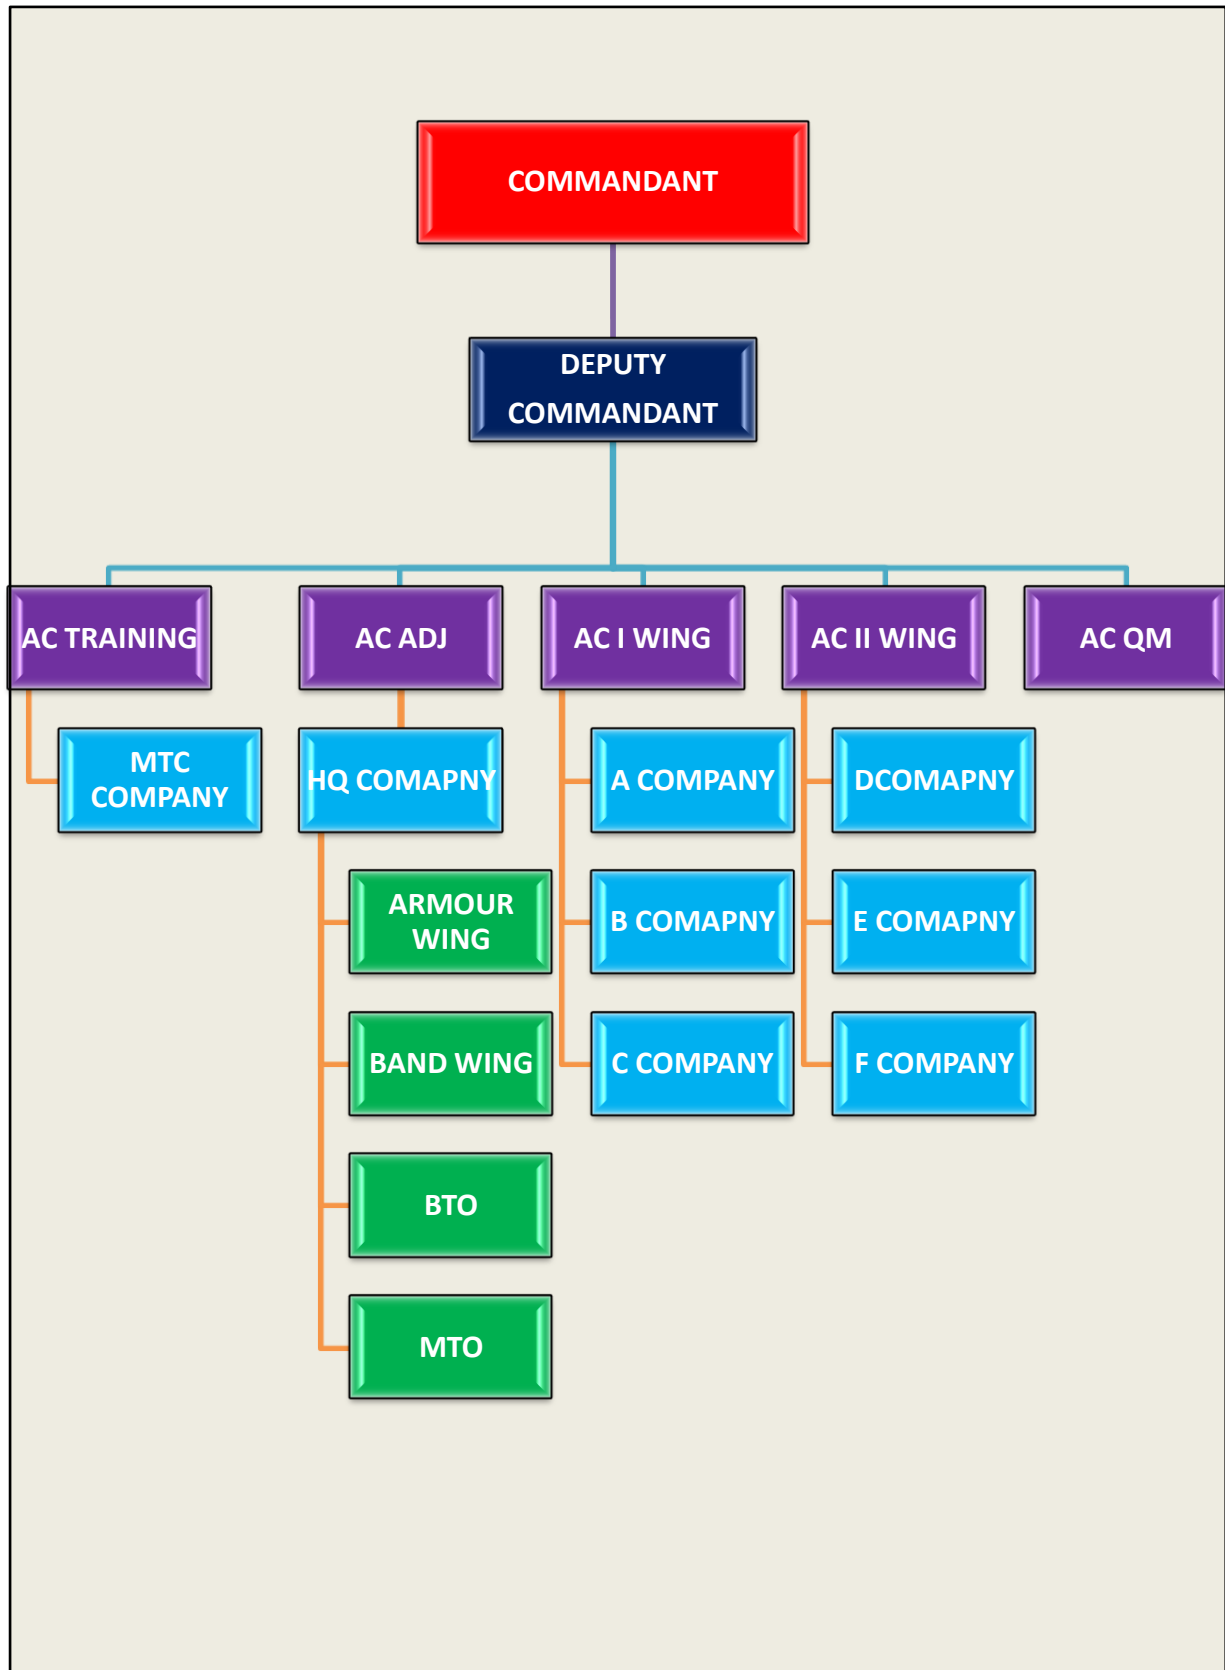 COMMANDANT
DEPUTY
COMMANDANT
AC TRAINING
AC ADJ
AC I WING
AC II WING
AC QM
MTC
COMPANY
HQ COMAPNY
A COMPANY
DCOMAPNY
ARMOUR
WING
B COMAPNY
E COMAPNY
BAND WING
C COMPANY
F COMPANY
BTO
MTO